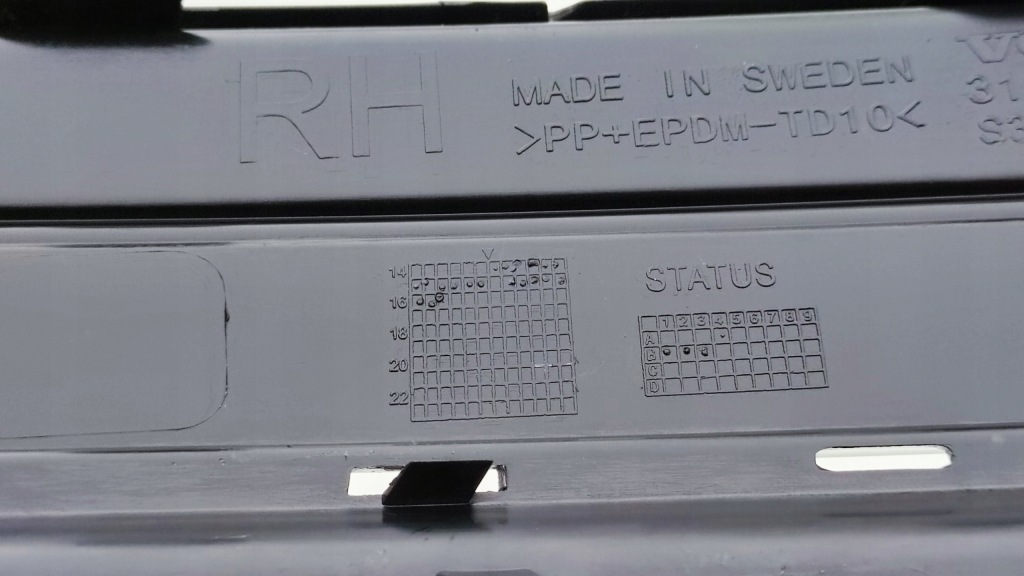 RH
MADE IN SWEDEN
>PP+EPDM-TD10<
14
16
18
20
22
STATUS
1 2 3 4 5 6 7 8 9
A
B
C
D